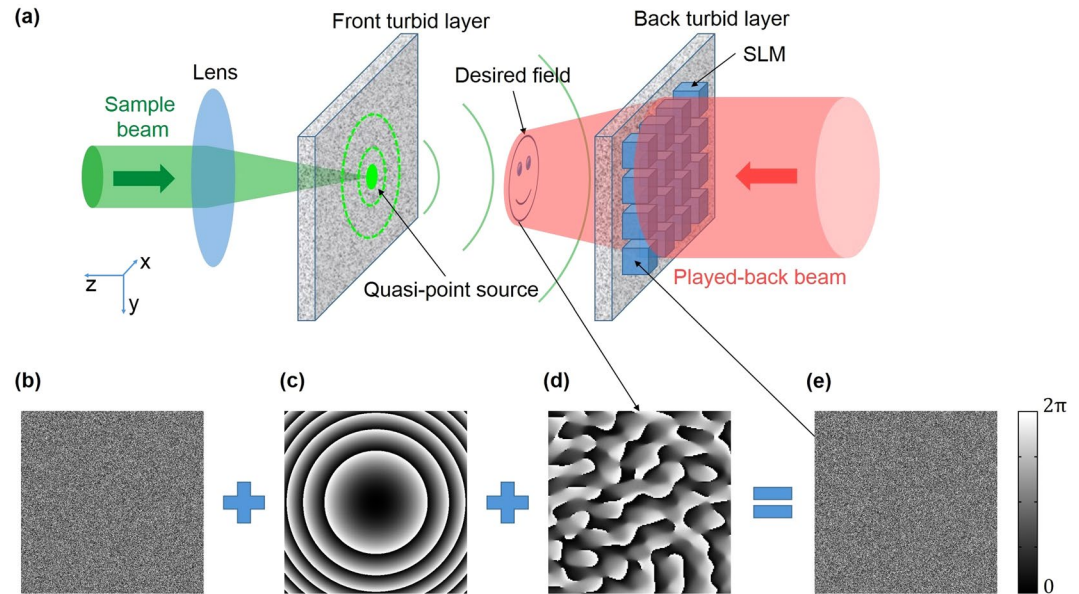 (a)
Front turbid layer
Back turbid layer
SLM
Lens
Desired field
Sample
beam
x
z
y
Quasi-point source
Played-back beam
(b)
(c)
(d)
(e)
2π
0